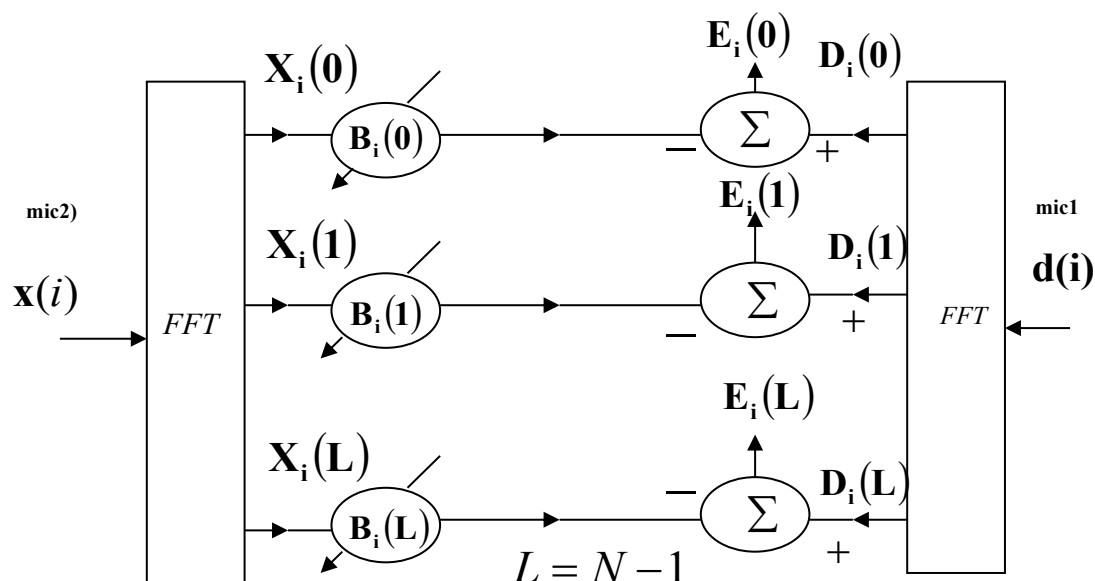 E_i(0)
X_i(0) D_i(0)
B_i(0) Σ
− +
E_i(1)
mic2) mic1
X_i(1) D_i(1)
x(i) d(i)
B_i(1) Σ
FFT FFT
− +
E_i(L)
X_i(L) D_i(L)
−
B_i(L) Σ
+
L = N − 1